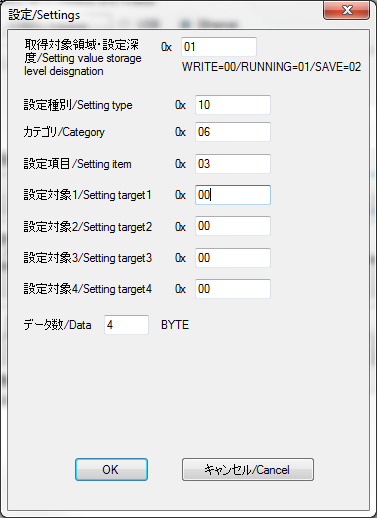 設定/Settings
取得対象領域・設定深
度/Setting value storage
level deisgnation
0x 01
WRITE=00/RUNNING=01/SAVE=02
設定種別/Setting type 0x 10
カテゴリ/Category 0x 06
設定項目/Setting item 0x 03
設定対象1/Setting target1 0x 00
設定対象2/Setting target2 0x 00
設定対象3/Setting target3 0x 00
設定対象4/Setting target4 0x 00
データ数/Data 4 BYTE
OK キャンセル/Cancel